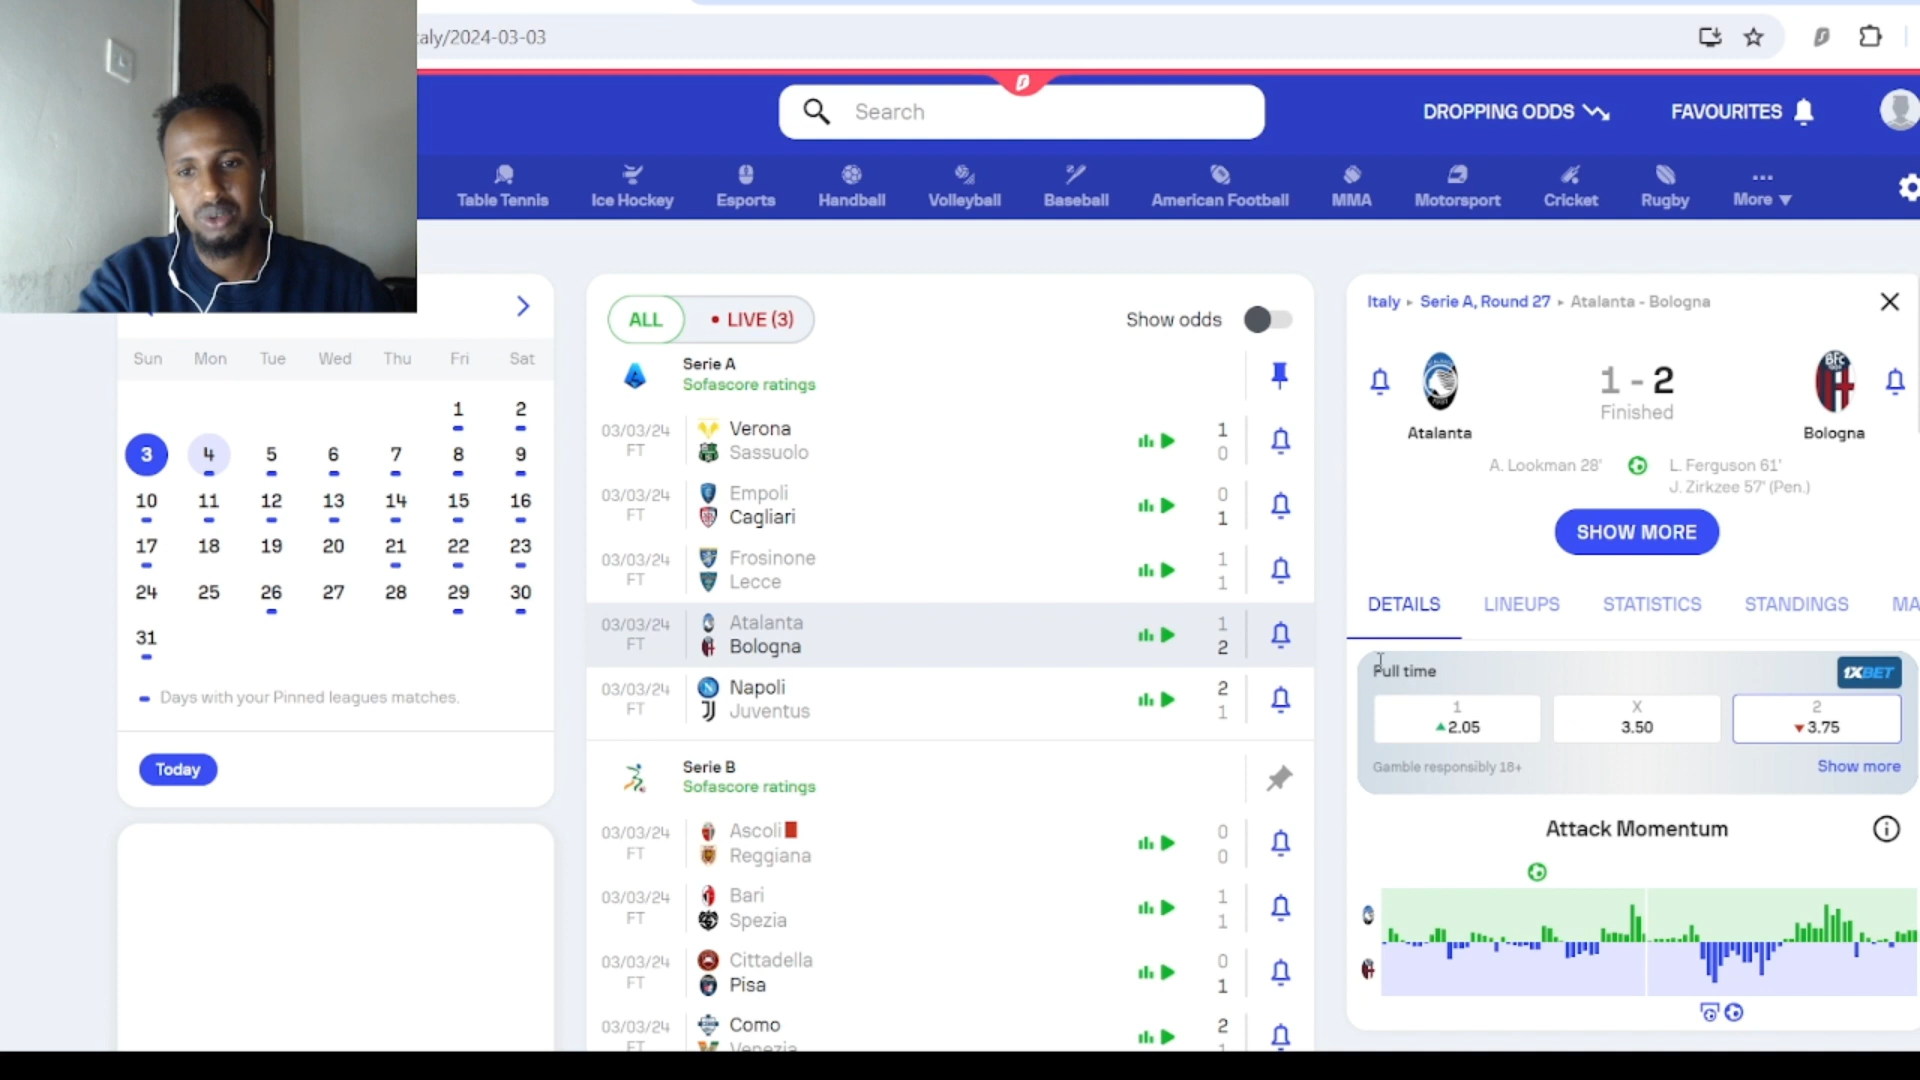 taly/2024-03-03
Search
DROPPING ODDS
FAVOURITES
Table Tennis
Ice Hockey
Esports
Handball
Volleyball
Baseball
American Football
MMA
Motorsport
Cricket
Rugby
More
Sun Mon Tue Wed Thu Fri Sat
1 2
3 4 5 6 7 8 9
10 11 12 13 14 15 16
17 18 19 20 21 22 23
24 25 26 27 28 29 30
31
Days with your Pinned leagues matches.
Today
ALL
LIVE (3)
Show odds
Serie A
Sofascore ratings
03/03/24 Verona 1
FT Sassuolo 0
03/03/24 Empoli 0
FT Cagliari 1
03/03/24 Frosinone 1
FT Lecce 1
03/03/24 Atalanta 1
FT Bologna 2
03/03/24 Napoli 2
FT Juventus 1
Serie B
Sofascore ratings
03/03/24 Ascoli 0
FT Reggiana 0
03/03/24 Bari 1
FT Spezia 1
03/03/24 Cittadella 0
FT Pisa 1
03/03/24 Como 2
FT Venezia 1
Italy Serie A, Round 27 Atalanta - Bologna
1 - 2
Finished
Atalanta
Bologna
A. Lookman 28' L. Ferguson 61'
J. Zirkzee 57' (Pen.)
SHOW MORE
DETAILS LINEUPS STATISTICS STANDINGS MA
Full time
1XBET
1 X 2
2.05 3.50 3.75
Gamble responsibly 18+
Show more
Attack Momentum